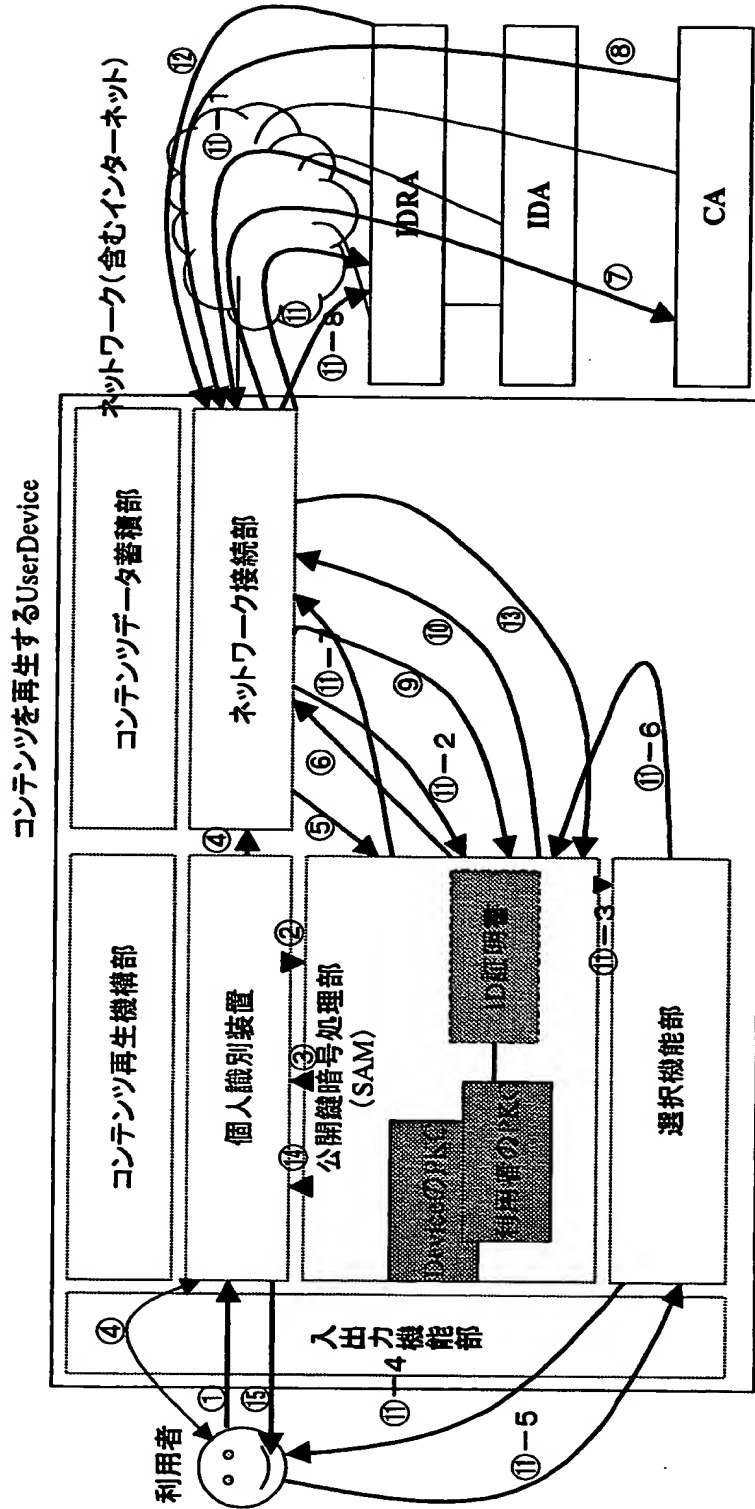 コンテンツを再生するUserDevice
ネットワーク(含むインターネット)
利用者
①
⑮
④
⑪-4
⑪-5
入出力機能部
コンテンツ再生機構部
コンテンツデータ蓄積部
個人識別装置
④
ネットワーク接続部
②
③
⑭
公開鍵暗号処理部
(SAM)
DeviceのPKC
利用者のPKC
ID証明書
選択機能部
⑤
⑥
⑪-7
⑪-2
⑨
⑩
⑬
⑪-3
⑪-6
⑫
⑪-1
⑧
⑪
⑪-8
⑦
IDRA
IDA
CA